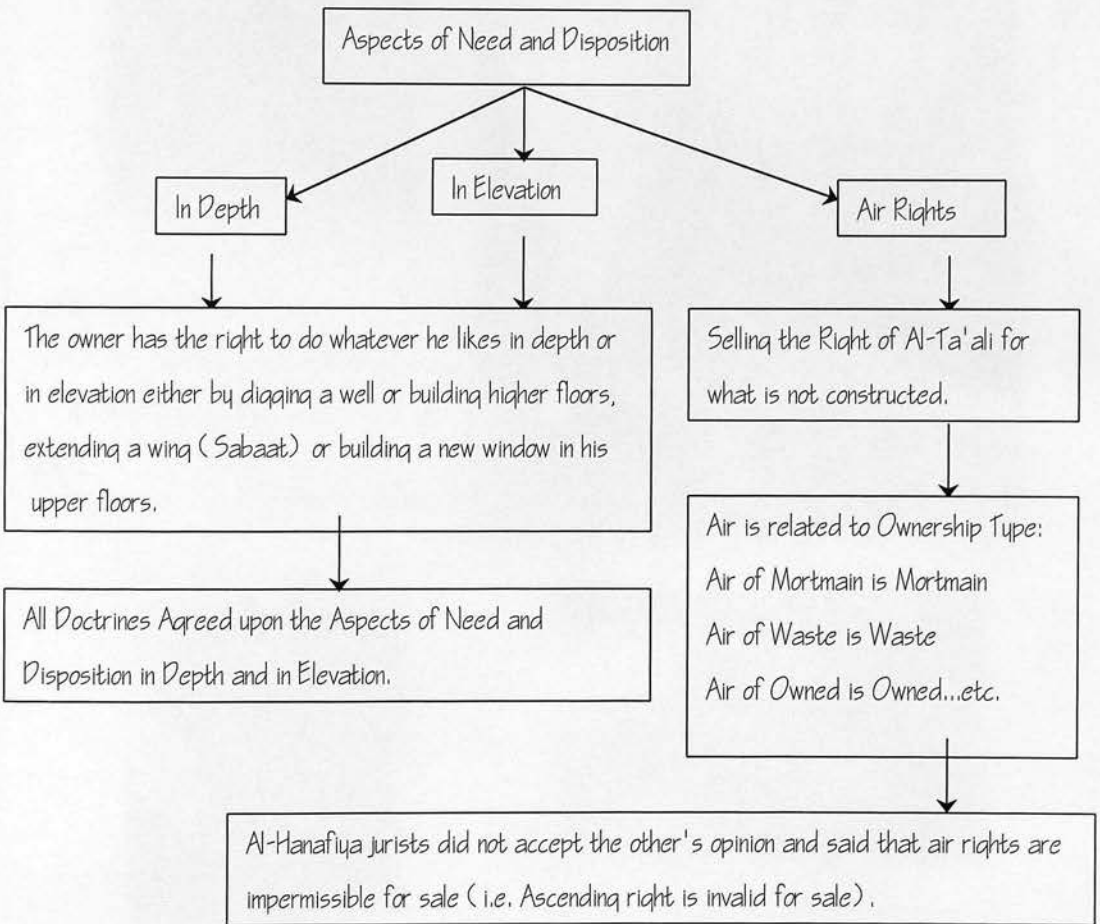 Aspects of Need and Disposition
In Depth
In Elevation
Air Rights
The owner has the right to do whatever he likes in depth or
in elevation either by digging a well or building higher floors,
extending a wing ( Sabaat) or building a new window in his
upper floors.
Selling the Right of Al-Ta'ali for
what is not constructed.
All Doctrines Agreed upon the Aspects of Need and
Disposition in Depth and in Elevation.
Air is related to Ownership Type:
Air of Mortmain is Mortmain
Air of Waste is Waste
Air of Owned is Owned...etc.
Al-Hanafiya jurists did not accept the other's opinion and said that air rights are
impermissible for sale ( i.e. Ascending right is invalid for sale) .